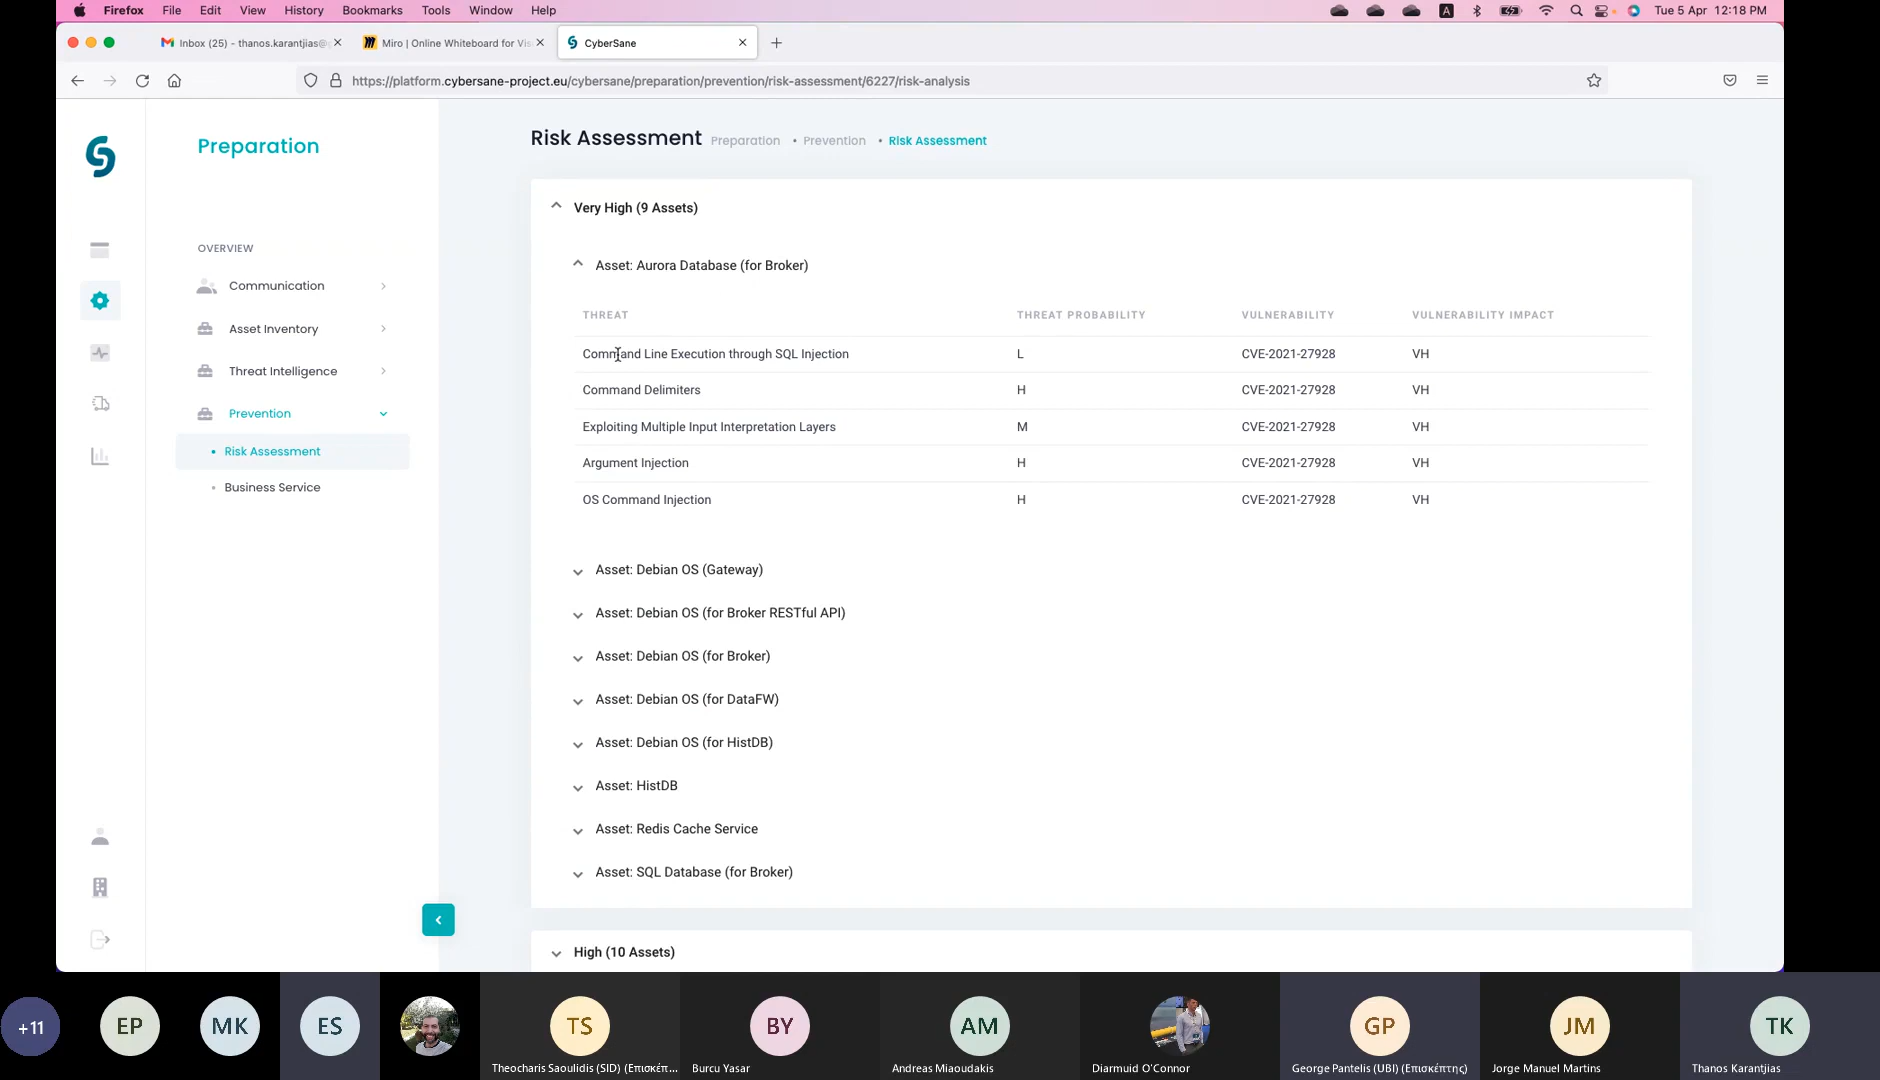 Firefox File Edit View History Bookmarks Tools Window Help
A
Tue 5 Apr 12:18 PM
Inbox (25) - thanos.karantjias@
Miro | Online Whiteboard for Vis
CyberSane
https://platform.cybersane-project.eu/cybersane/preparation/prevention/risk-assessment/6227/risk-analysis
Preparation
OVERVIEW
Communication
Asset Inventory
Threat Intelligence
Prevention
Risk Assessment
Business Service
Risk Assessment Preparation • Prevention • Risk Assessment
Very High (9 Assets)
Asset: Aurora Database (for Broker)
THREAT THREAT PROBABILITY VULNERABILITY VULNERABILITY IMPACT
Command Line Execution through SQL Injection L CVE-2021-27928 VH
Command Delimiters H CVE-2021-27928 VH
Exploiting Multiple Input Interpretation Layers M CVE-2021-27928 VH
Argument Injection H CVE-2021-27928 VH
OS Command Injection H CVE-2021-27928 VH
Asset: Debian OS (Gateway)
Asset: Debian OS (for Broker RESTful API)
Asset: Debian OS (for Broker)
Asset: Debian OS (for DataFW)
Asset: Debian OS (for HistDB)
Asset: HistDB
Asset: Redis Cache Service
Asset: SQL Database (for Broker)
High (10 Assets)
+11 EP MK ES TS BY AM GP JM TK
Theocharis Saoulidis (SID) (Επισκέπ... Burcu Yasar Andreas Miaoudakis Diarmuid O'Connor George Pantelis (UBI) (Επισκέπτης) Jorge Manuel Martins Thanos Karantjias